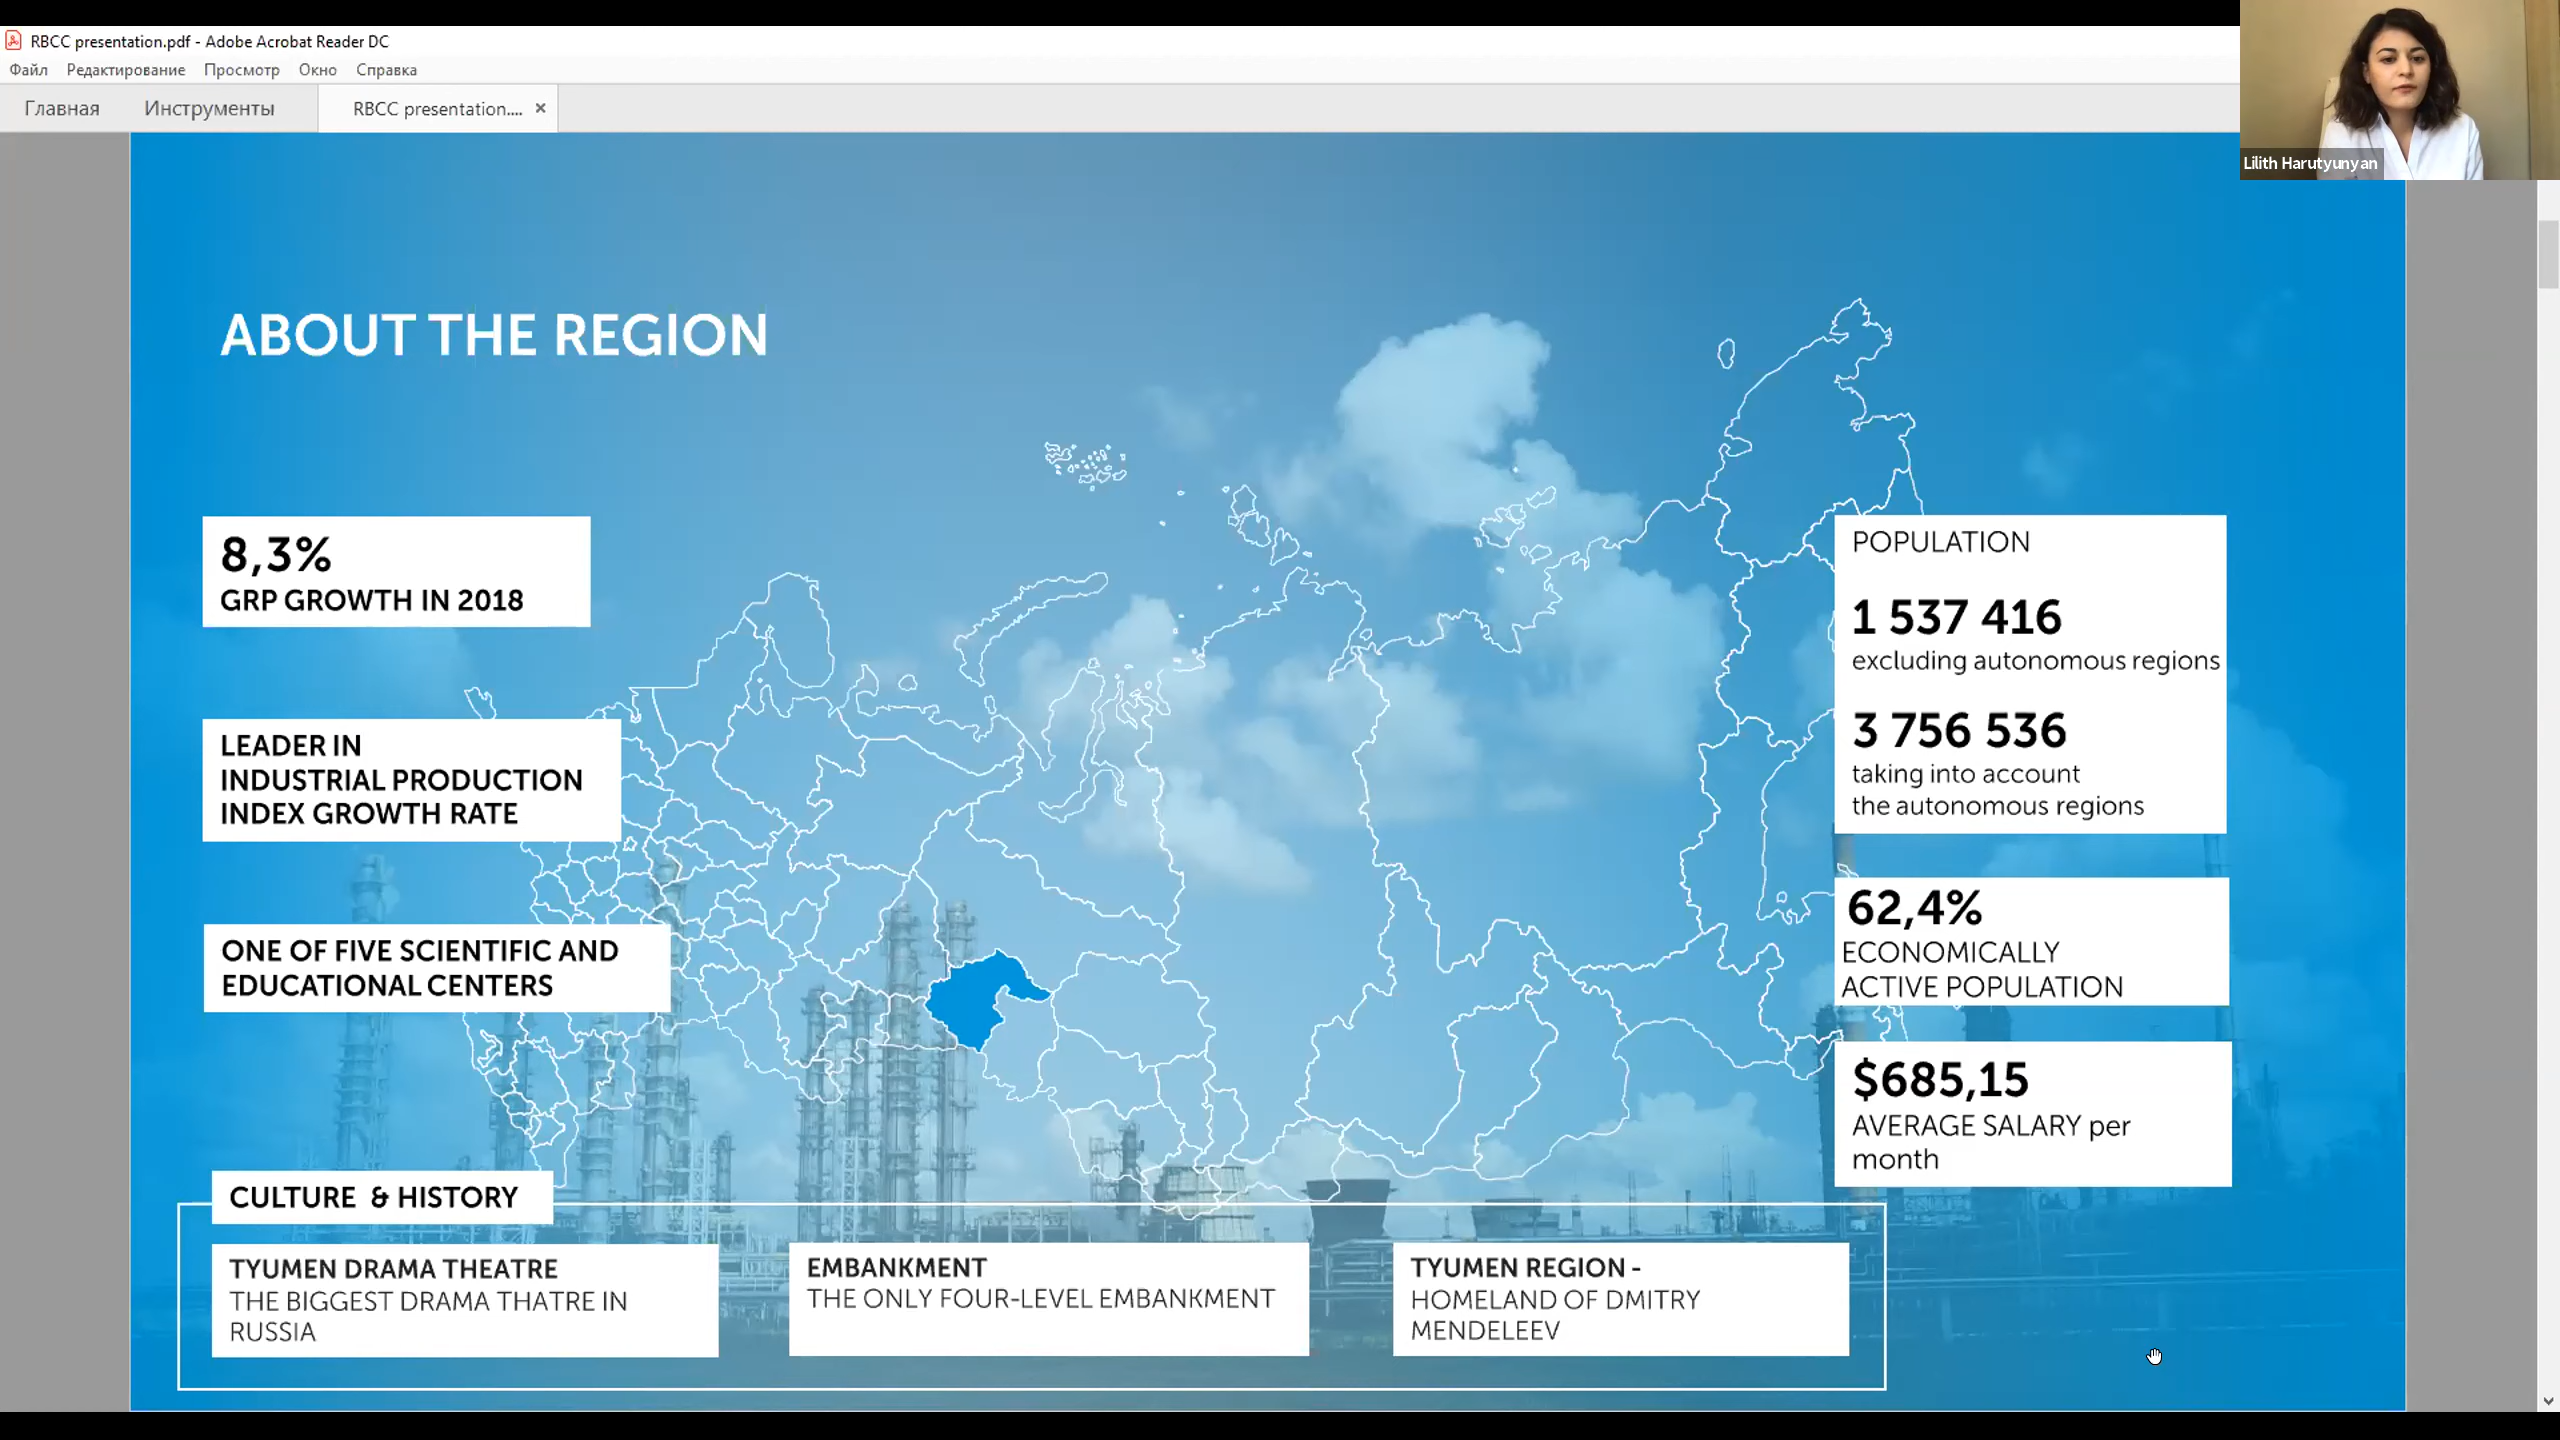 RBCC presentation.pdf - Adobe Acrobat Reader DC
Файл Редактирование Просмотр Окно Справка
Главная Инструменты RBCC presentation.... ×
Lilith Harutyunyan
ABOUT THE REGION
8,3%
GRP GROWTH IN 2018
LEADER IN
INDUSTRIAL PRODUCTION
INDEX GROWTH RATE
ONE OF FIVE SCIENTIFIC AND
EDUCATIONAL CENTERS
POPULATION
1 537 416
excluding autonomous regions
3 756 536
taking into account
the autonomous regions
62,4%
ECONOMICALLY
ACTIVE POPULATION
$685,15
AVERAGE SALARY per
month
CULTURE & HISTORY
TYUMEN DRAMA THEATRE
THE BIGGEST DRAMA THATRE IN
RUSSIA
EMBANKMENT
THE ONLY FOUR-LEVEL EMBANKMENT
TYUMEN REGION -
HOMELAND OF DMITRY
MENDELEEV